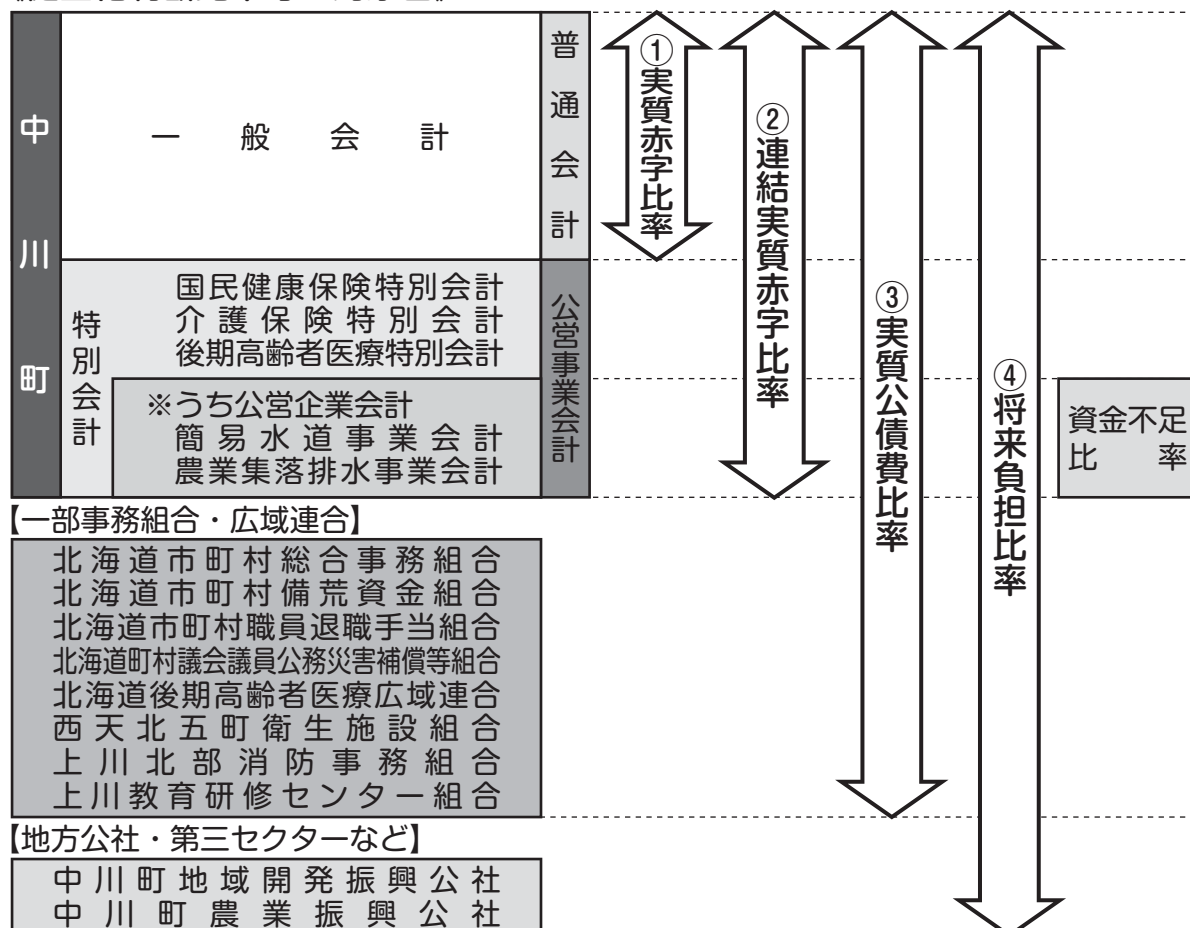 中川町
一般会計
普通会計
特別会計
国民健康保険特別会計
介護保険特別会計
後期高齢者医療特別会計
※うち公営企業会計
簡易水道事業会計
農業集落排水事業会計
公営事業会計
①実質赤字比率
②連結実質赤字比率
③実質公債費比率
④将来負担比率
資金不足
比率
【一部事務組合・広域連合】
北海道市町村総合事務組合
北海道市町村備荒資金組合
北海道市町村職員退職手当組合
北海道町村議会議員公務災害補償等組合
北海道後期高齢者医療広域連合
西天北五町衛生施設組合
上川北部消防事務組合
上川教育研修センター組合
【地方公社・第三セクターなど】
中川町地域開発振興公社
中川町農業振興公社